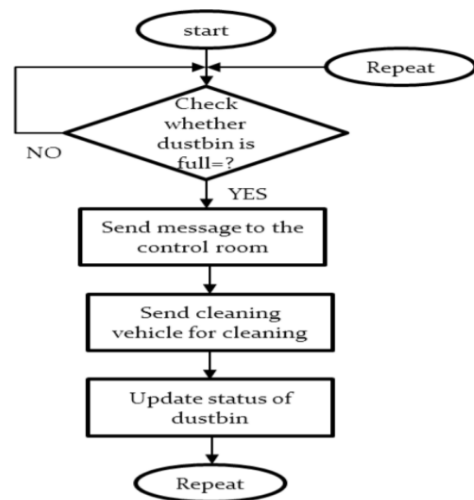 start
Repeat
Check
whether
dustbin is
full=?
NO
YES
Send message to the
control room
Send cleaning
vehicle for cleaning
Update status of
dustbin
Repeat